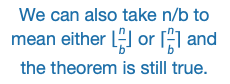 We can also take n/b to
mean either ⌊n/b⌋ or ⌈n/b⌉ and
the theorem is still true.